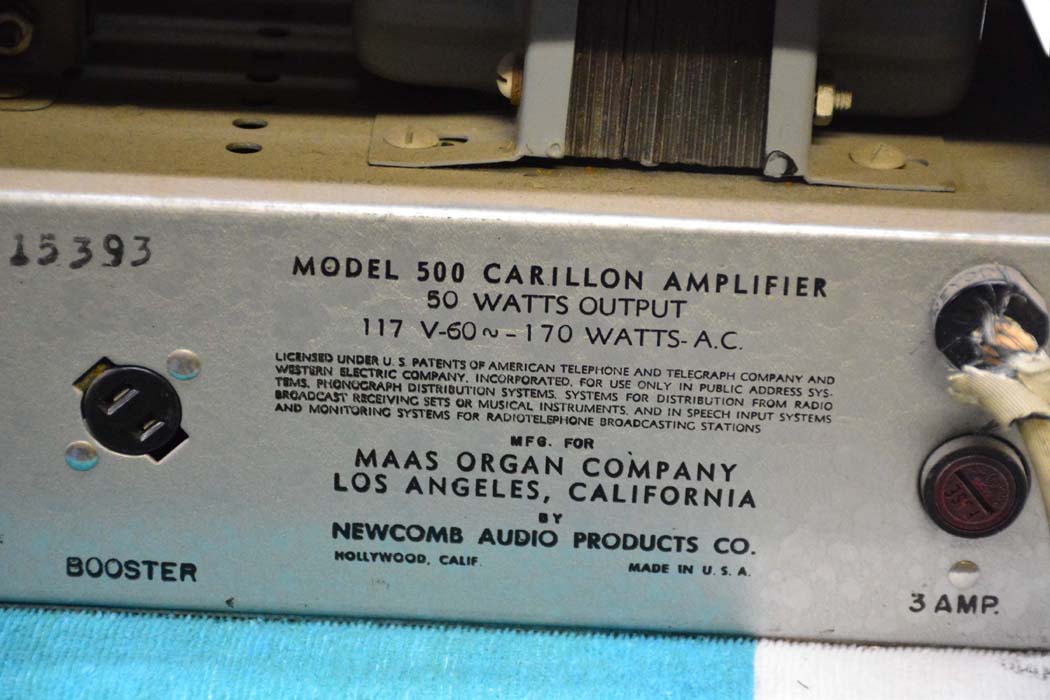 15393
MODEL 500 CARILLON AMPLIFIER
50 WATTS OUTPUT
117 V-60~-170 WATTS-A.C.
LICENSED UNDER U. S. PATENTS OF AMERICAN TELEPHONE AND TELEGRAPH COMPANY AND
WESTERN ELECTRIC COMPANY, INCORPORATED, FOR USE ONLY IN PUBLIC ADDRESS SYS-
TEMS, PHONOGRAPH DISTRIBUTION SYSTEMS, SYSTEMS FOR DISTRIBUTION FROM RADIO
BROADCAST RECEIVING SETS OR MUSICAL INSTRUMENTS, AND IN SPEECH INPUT SYSTEMS
AND MONITORING SYSTEMS FOR RADIOTELEPHONE BROADCASTING STATIONS
MFG. FOR
MAAS ORGAN COMPANY
LOS ANGELES, CALIFORNIA
BY
NEWCOMB AUDIO PRODUCTS CO.
HOLLYWOOD, CALIF. MADE IN U. S. A.
BOOSTER
3 AMP.